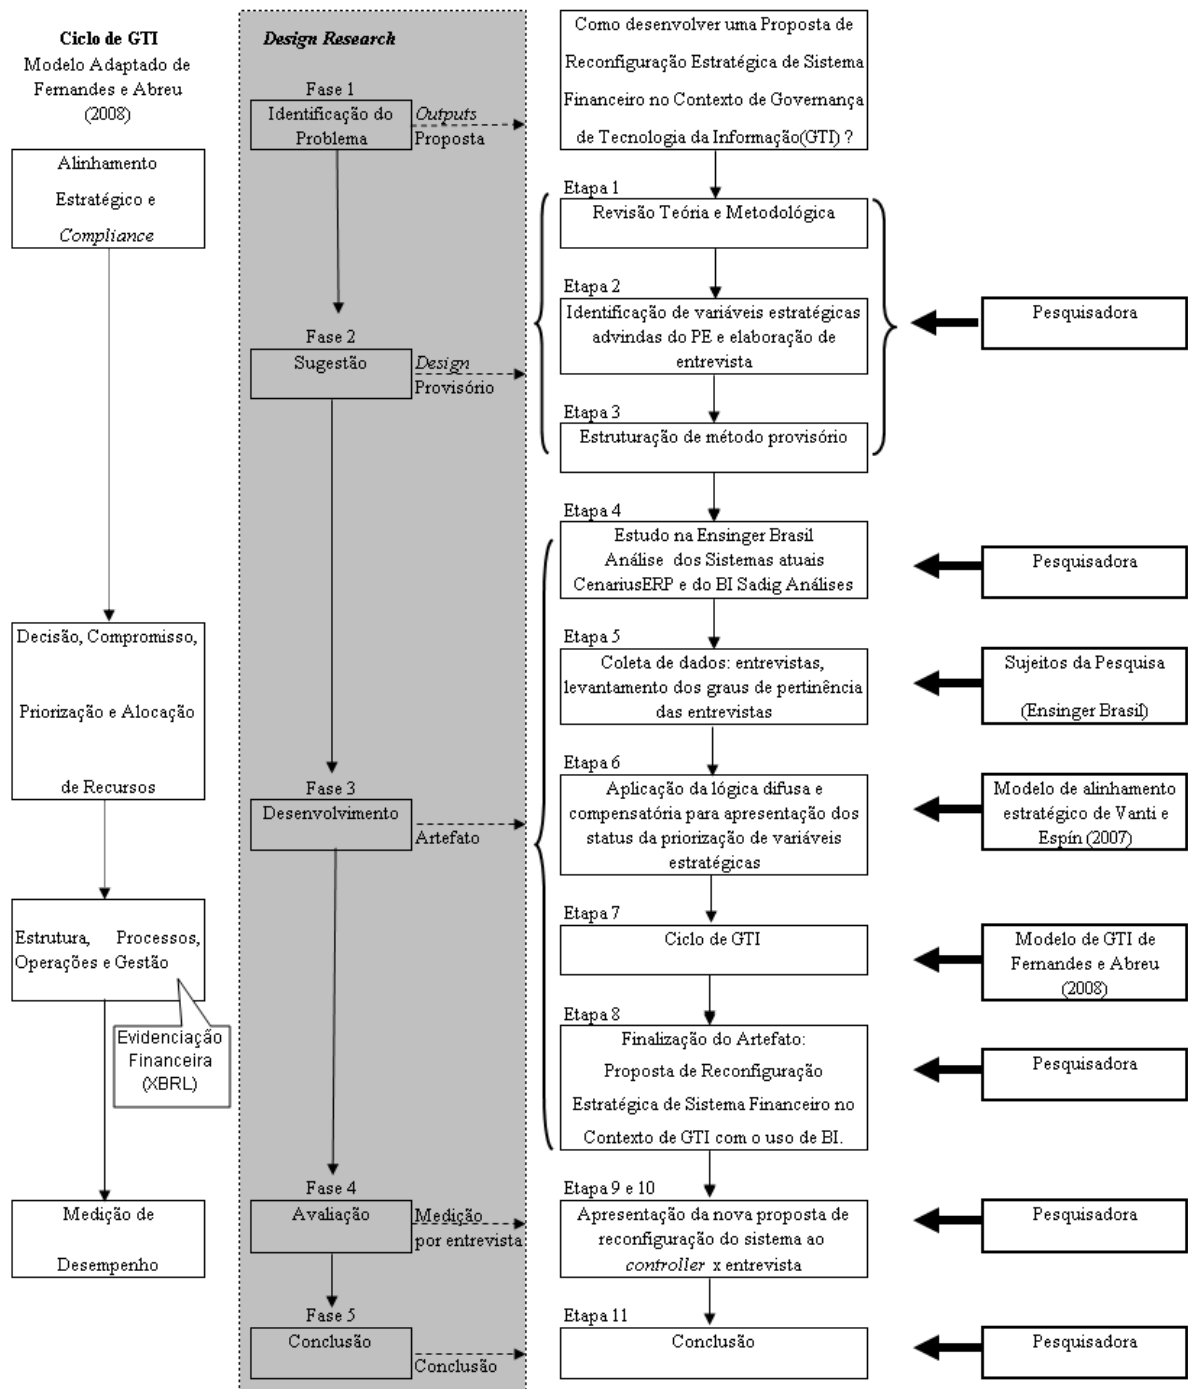 Ciclo de GTI
Modelo Adaptado de
Fernandes e Abreu
(2008)
Alinhamento
Estratégico e
Compliance
Decisão, Compromisso,
Priorização e Alocação
de Recursos
Estrutura, Processos,
Operações e Gestão
Evidenciação
Financeira
(XBRL)
Medição de
Desempenho
Design Research
Fase 1
Identificação do
Problema
Outputs
Proposta
Fase 2
Sugestão
Design
Provisório
Fase 3
Desenvolvimento
Artefato
Fase 4
Avaliação
Medição
por entrevista
Fase 5
Conclusão
Conclusão
Como desenvolver uma Proposta de
Reconfiguração Estratégica de Sistema
Financeiro no Contexto de Governança
de Tecnologia da Informação(GTI) ?
Etapa 1
Revisão Teória e Metodológica
Etapa 2
Identificação de variáveis estratégicas
advindas do PE e elaboração de
entrevista
Etapa 3
Estruturação de método provisório
Etapa 4
Estudo na Ensinger Brasil
Análise dos Sistemas atuais
CenariusERP e do BI Sadig Análises
Etapa 5
Coleta de dados: entrevistas,
levantamento dos graus de pertinência
das entrevistas
Etapa 6
Aplicação da lógica difusa e
compensatória para apresentação dos
status da priorização de variáveis
estratégicas
Etapa 7
Ciclo de GTI
Etapa 8
Finalização do Artefato:
Proposta de Reconfiguração
Estratégica de Sistema Financeiro no
Contexto de GTI com o uso de BI.
Etapa 9 e 10
Apresentação da nova proposta de
reconfiguração do sistema ao
controller x entrevista
Etapa 11
Conclusão
Pesquisadora
Pesquisadora
Sujeitos da Pesquisa
(Ensinger Brasil)
Modelo de alinhamento
estratégico de Vanti e
Espín (2007)
Modelo de GTI de
Fernandes e Abreu
(2008)
Pesquisadora
Pesquisadora
Pesquisadora